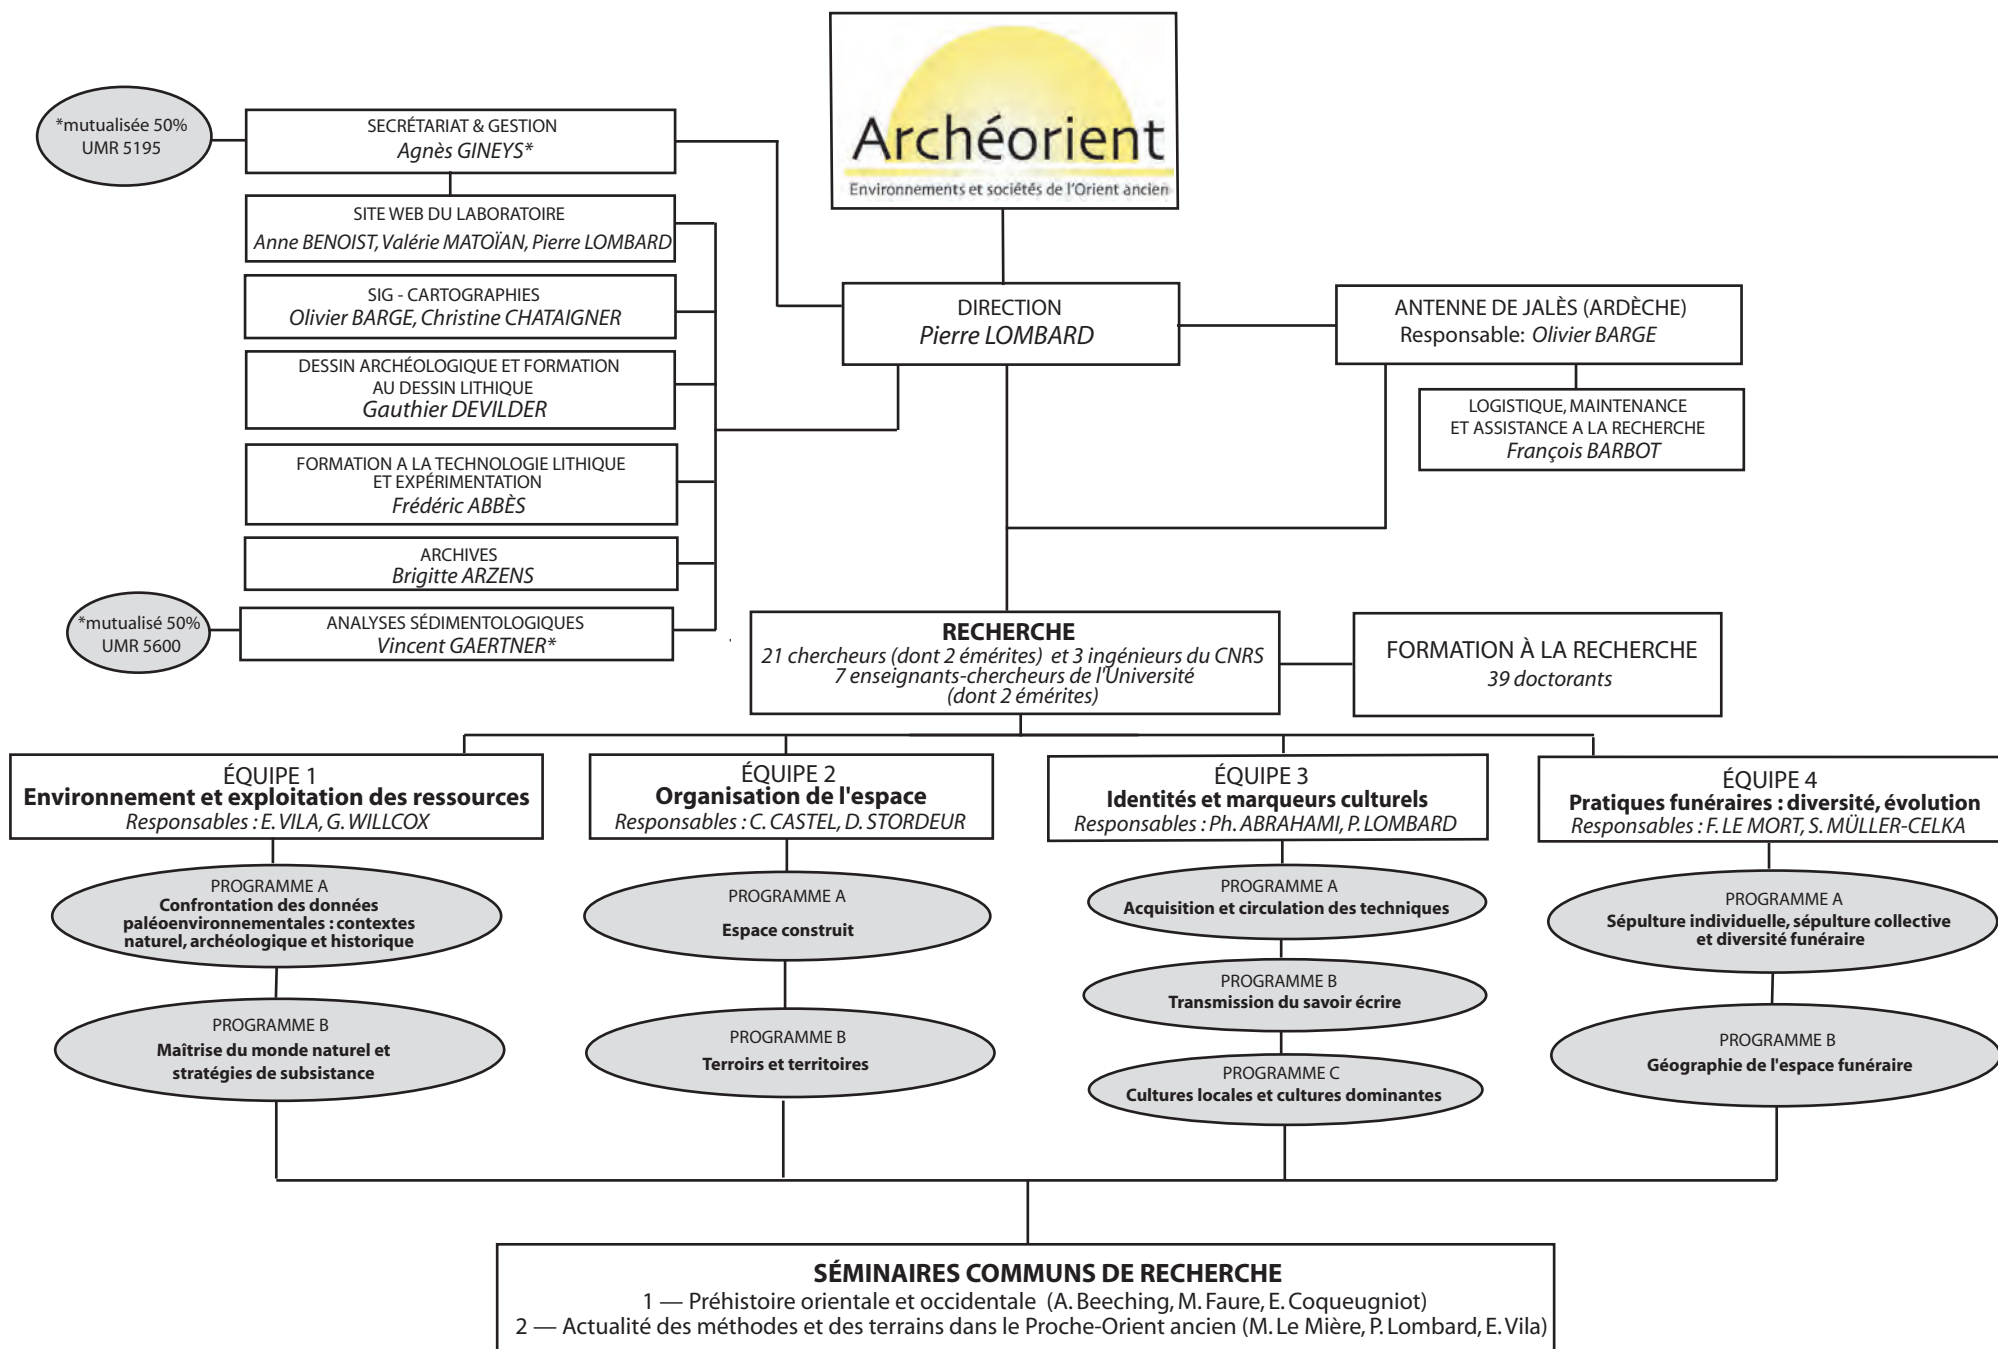 Archéorient
Environnements et sociétés de l'Orient ancien
*mutualisée 50%
UMR 5195
SECRÉTARIAT & GESTION
Agnès GINEYS*
SITE WEB DU LABORATOIRE
Anne BENOIST, Valérie MATOÏAN, Pierre LOMBARD
SIG - CARTOGRAPHIES
Olivier BARGE, Christine CHATAIGNER
DESSIN ARCHÉOLOGIQUE ET FORMATION
AU DESSIN LITHIQUE
Gauthier DEVILDER
FORMATION A LA TECHNOLOGIE LITHIQUE
ET EXPÉRIMENTATION
Frédéric ABBÈS
ARCHIVES
Brigitte ARZENS
*mutualisé 50%
UMR 5600
ANALYSES SÉDIMENTOLOGIQUES
Vincent GAERTNER*
DIRECTION
Pierre LOMBARD
ANTENNE DE JALÈS (ARDÈCHE)
Responsable: Olivier BARGE
LOGISTIQUE, MAINTENANCE
ET ASSISTANCE A LA RECHERCHE
François BARBOT
RECHERCHE
21 chercheurs (dont 2 émérites) et 3 ingénieurs du CNRS
7 enseignants-chercheurs de l'Université
(dont 2 émérites)
FORMATION À LA RECHERCHE
39 doctorants
ÉQUIPE 1
Environnement et exploitation des ressources
Responsables : E. VILA, G. WILLCOX
PROGRAMME A
Confrontation des données
paléoenvironnementales : contextes
naturel, archéologique et historique
PROGRAMME B
Maîtrise du monde naturel et
stratégies de subsistance
ÉQUIPE 2
Organisation de l'espace
Responsables : C. CASTEL, D. STORDEUR
PROGRAMME A
Espace construit
PROGRAMME B
Terroirs et territoires
ÉQUIPE 3
Identités et marqueurs culturels
Responsables : Ph. ABRAHAMI, P. LOMBARD
PROGRAMME A
Acquisition et circulation des techniques
PROGRAMME B
Transmission du savoir écrire
PROGRAMME C
Cultures locales et cultures dominantes
ÉQUIPE 4
Pratiques funéraires : diversité, évolution
Responsables : F. LE MORT, S. MÜLLER-CELKA
PROGRAMME A
Sépulture individuelle, sépulture collective
et diversité funéraire
PROGRAMME B
Géographie de l'espace funéraire
SÉMINAIRES COMMUNS DE RECHERCHE
1 — Préhistoire orientale et occidentale (A. Beeching, M. Faure, E. Coqueugniot)
2 — Actualité des méthodes et des terrains dans le Proche-Orient ancien (M. Le Mière, P. Lombard, E. Vila)